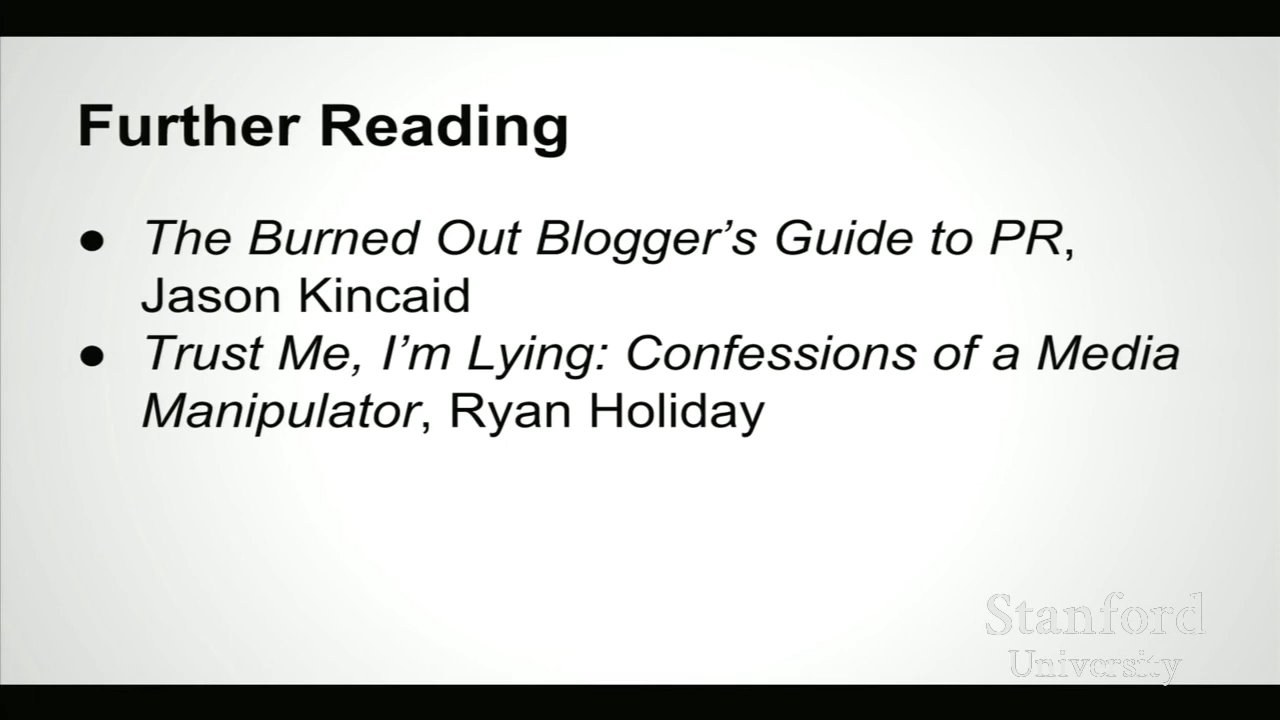 Further Reading
● The Burned Out Blogger's Guide to PR,
Jason Kincaid
● Trust Me, I'm Lying: Confessions of a Media
Manipulator, Ryan Holiday
Stanford
University